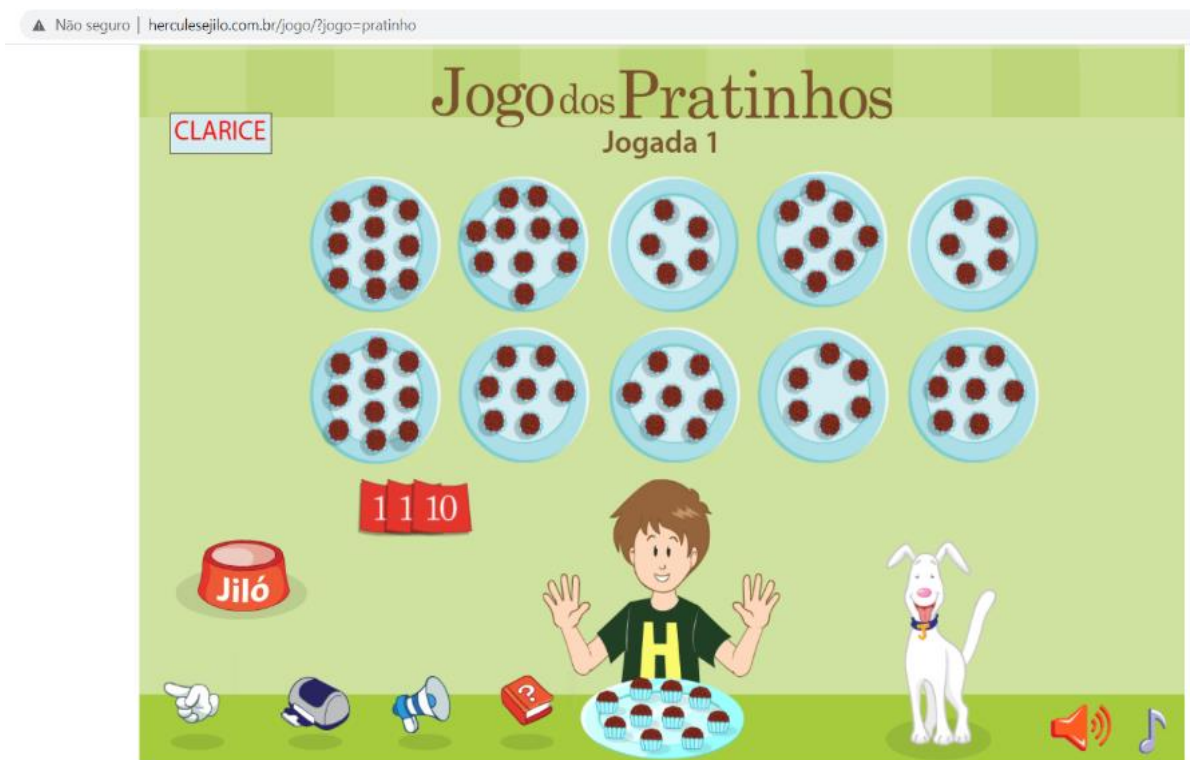 Não seguro | herculesejilo.com.br/jogo/?jogo=pratinho
Jogo dos Pratinhos
CLARICE
Jogada 1
1 1 10
Jiló
H
?